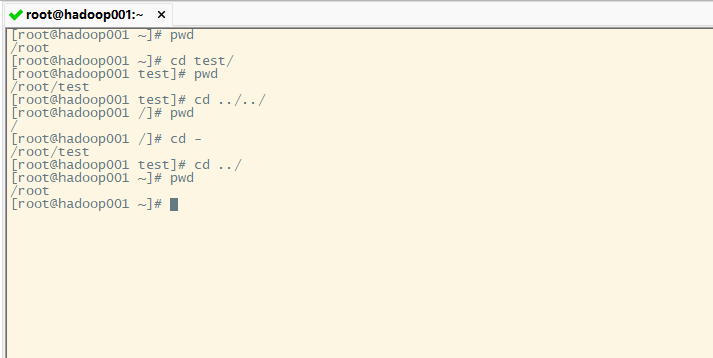 root@hadoop001:~ ×
[root@hadoop001 ~]# pwd
/root
[root@hadoop001 ~]# cd test/
[root@hadoop001 test]# pwd
/root/test
[root@hadoop001 test]# cd ../../
[root@hadoop001 /]# pwd
/
[root@hadoop001 /]# cd -
/root/test
[root@hadoop001 test]# cd ../
[root@hadoop001 ~]# pwd
/root
[root@hadoop001 ~]#